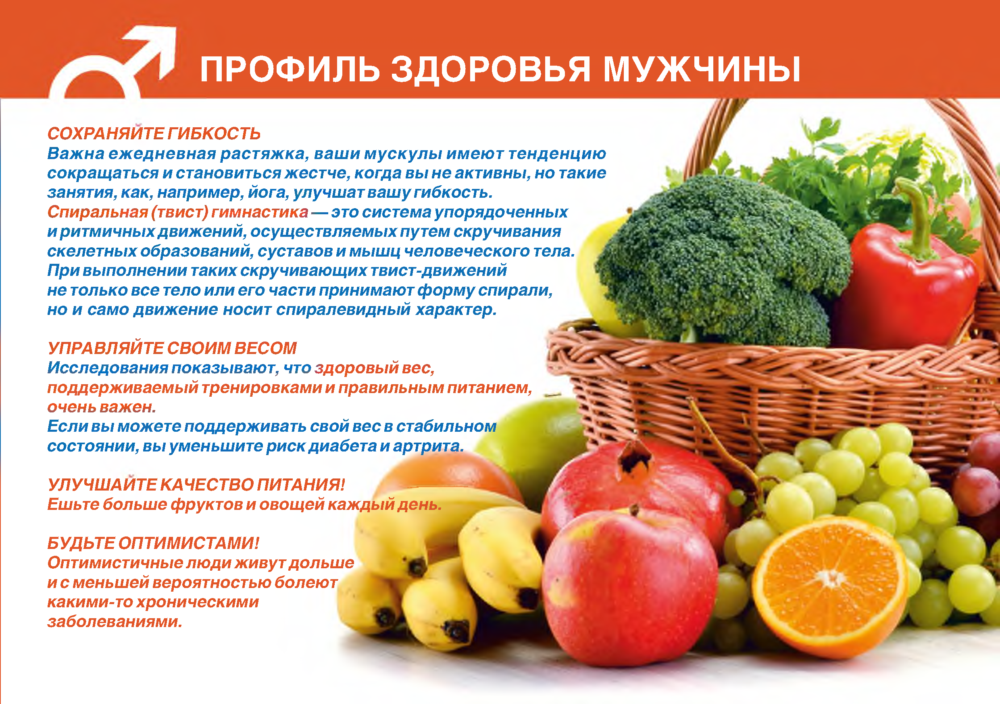 ПРОФИЛЬ ЗДОРОВЬЯ МУЖЧИНЫ
СОХРАНЯЙТЕ ГИБКОСТЬ
Важна ежедневная растяжка, ваши мускулы имеют тенденцию
сокращаться и становиться жестче, когда вы не активны, но такие
занятия, как, например, йога, улучшат вашу гибкость.
Спиральная (твист) гимнастика — это система упорядоченных
и ритмичных движений, осуществляемых путем скручивания
скелетных образований, суставов и мышц человеческого тела.
При выполнении таких скручивающих твист-движений
не только все тело или его части принимают форму спирали,
но и само движение носит спиралевидный характер.
УПРАВЛЯЙТЕ СВОИМ ВЕСОМ
Исследования показывают, что здоровый вес,
поддерживаемый тренировками и правильным питанием,
очень важен.
Если вы можете поддерживать свой вес в стабильном
состоянии, вы уменьшите риск диабета и артрита.
УЛУЧШАЙТЕ КАЧЕСТВО ПИТАНИЯ!
Ешьте больше фруктов и овощей каждый день.
БУДЬТЕ ОПТИМИСТАМИ!
Оптимистичные люди живут дольше
и с меньшей вероятностью болеют
какими-то хроническими
заболеваниями.